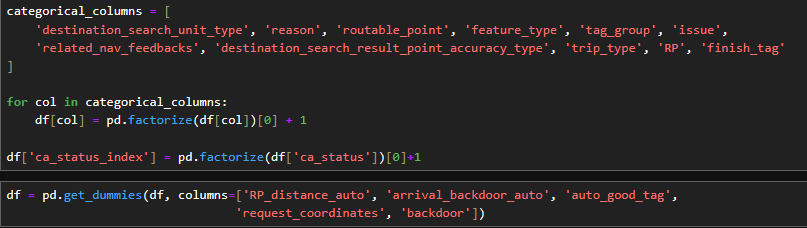 categorical_columns = [
    'destination_search_unit_type', 'reason', 'routable_point', 'feature_type', 'tag_group', 'issue',
    'related_nav_feedbacks', 'destination_search_result_point_accuracy_type', 'trip_type', 'RP', 'finish_tag'
]
for col in categorical_columns:
    df[col] = pd.factorize(df[col])[0] + 1
df['ca_status_index'] = pd.factorize(df['ca_status'])[0]+1
df = pd.get_dummies(df, columns=['RP_distance_auto', 'arrival_backdoor_auto', 'auto_good_tag',
                                 'request_coordinates', 'backdoor'])